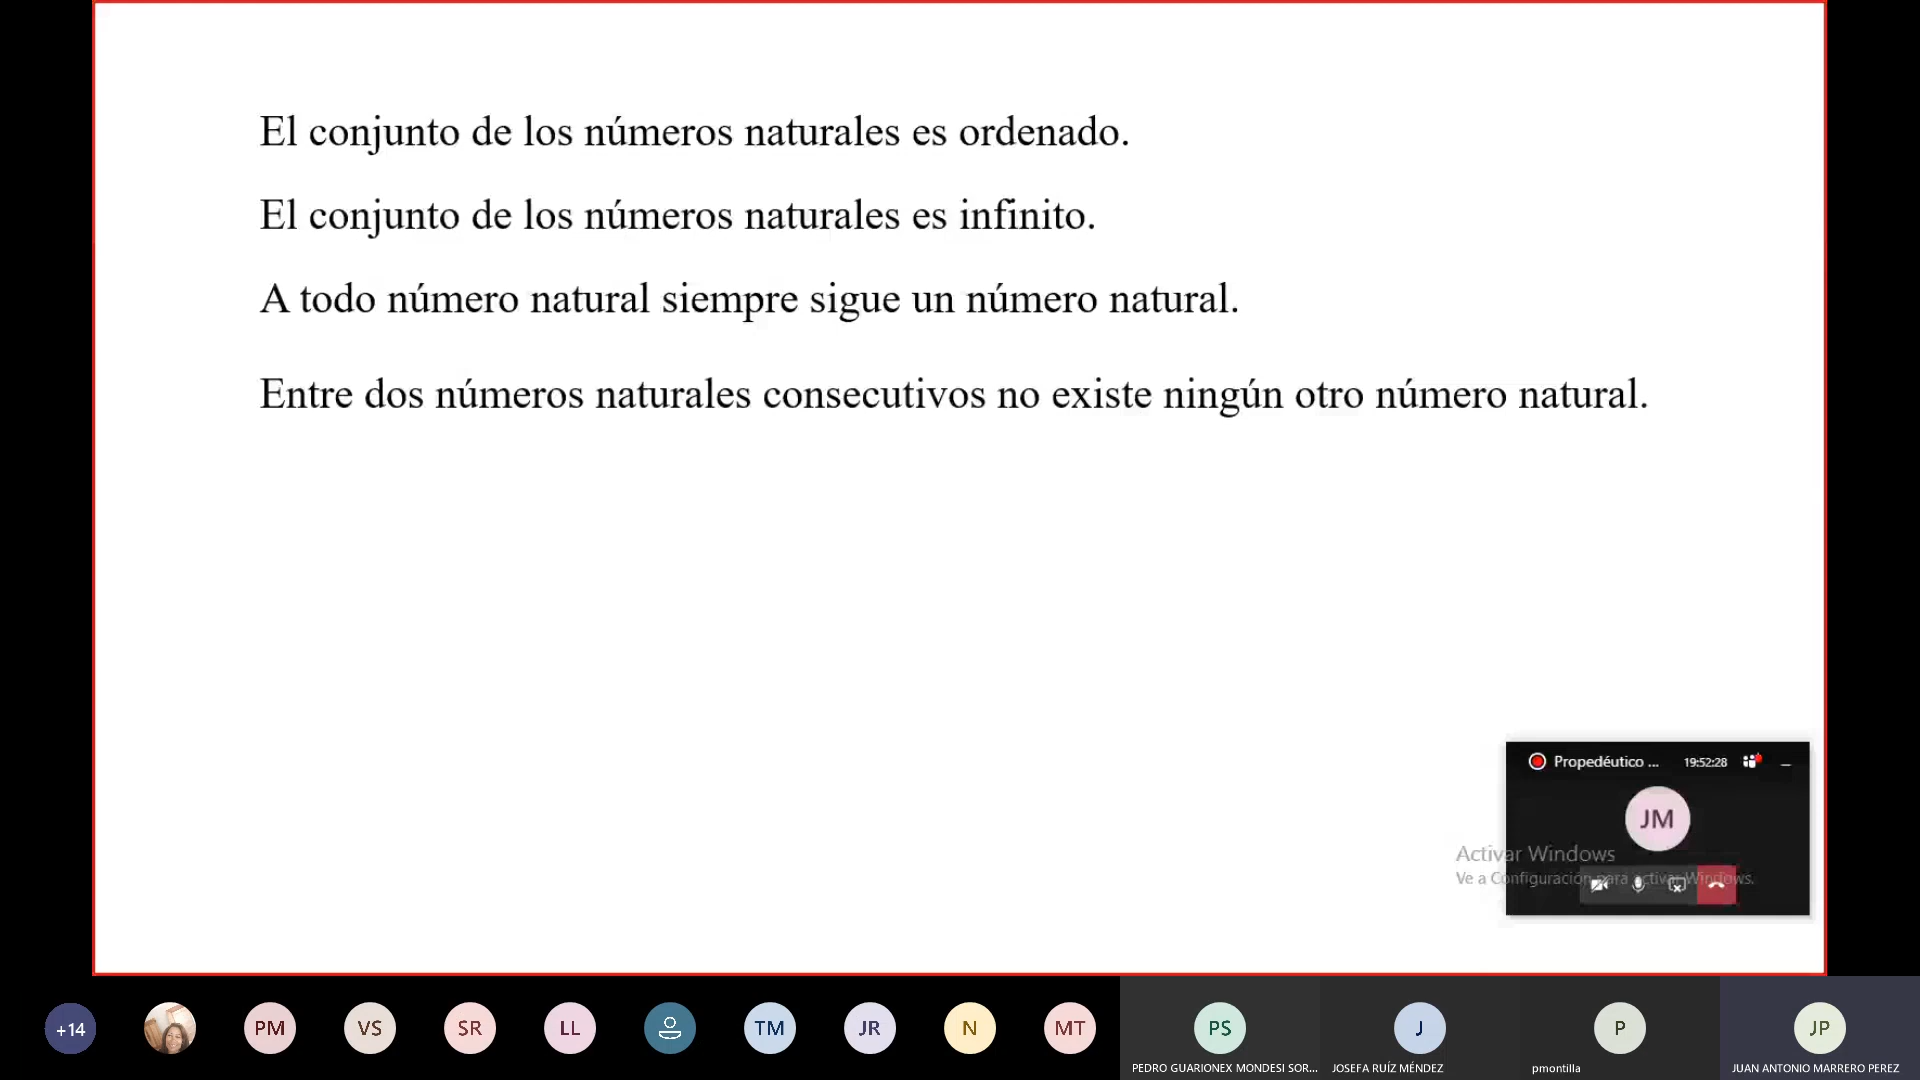 El conjunto de los números naturales es ordenado.
El conjunto de los números naturales es infinito.
A todo número natural siempre sigue un número natural.
Entre dos números naturales consecutivos no existe ningún otro número natural.
Propedéutico ... 19:52:28
JM
Activar Windows
Ve a Configuración para activar Windows.
+14 PM VS SR LL TM JR N MT PS J P JP
PEDRO GUARIONEX MONDESI SOR... JOSEFA RUÍZ MÉNDEZ pmontilla JUAN ANTONIO MARRERO PEREZ